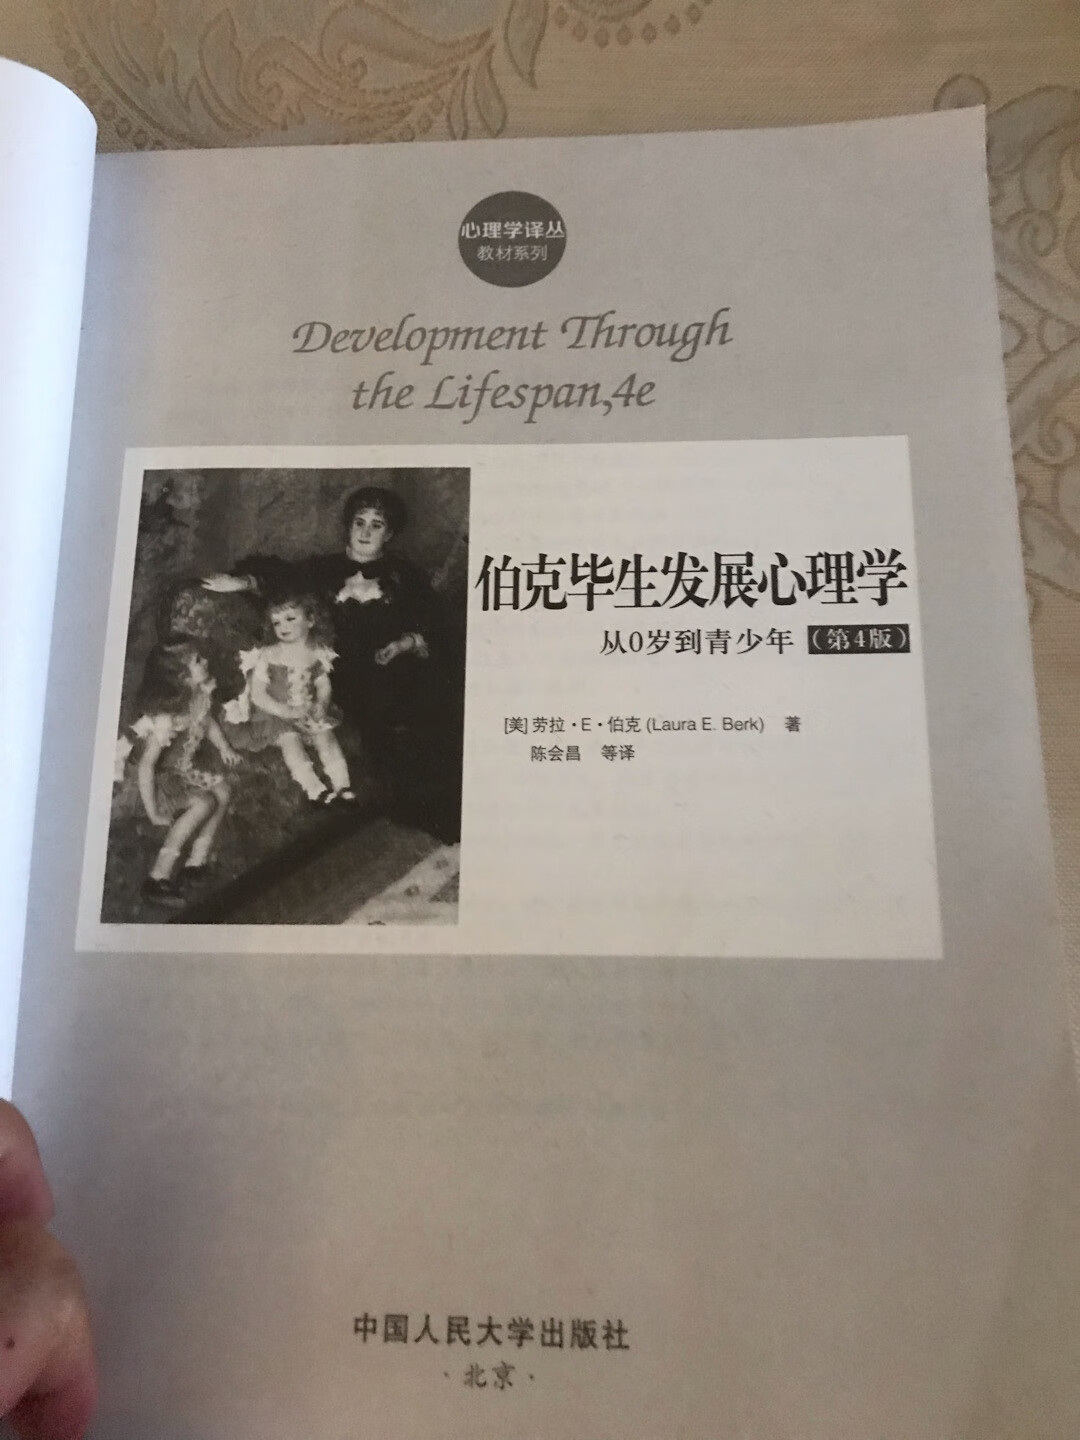 心理学译丛
教材系列
Development Through
the Lifespan,4e
伯克毕生发展心理学
从0岁到青少年（第4版）
[美] 劳拉·E·伯克 (Laura E. Berk) 著
陈会昌 等译
中国人民大学出版社
·北京·